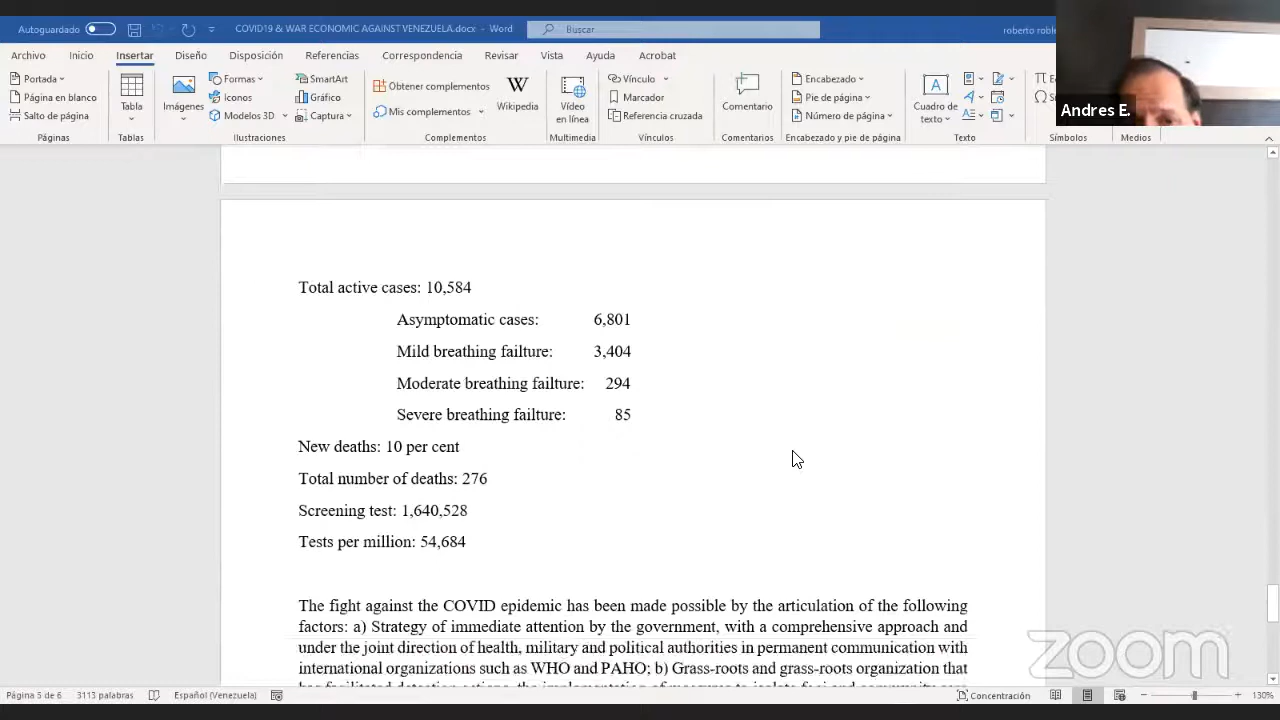 Autoguardado
COVID19 & WAR ECONOMIC AGAINST VENEZUELA.docx - Word
Buscar
roberto roble
Archivo Inicio Insertar Diseño Disposición Referencias Correspondencia Revisar Vista Ayuda Acrobat
Portada
Página en blanco
Salto de página
Páginas
Tabla
Tablas
Imágenes
Formas
Iconos
Modelos 3D
SmartArt
Gráfico
Captura
Ilustraciones
Obtener complementos
Mis complementos
W
Wikipedia
Complementos
Vídeo
en línea
Multimedia
Vínculo
Marcador
Referencia cruzada
Vínculos
Comentario
Comentarios
Encabezado
Pie de página
Número de página
Encabezado y pie de página
Cuadro de
texto
Texto
Símbolos
Medios
Andres E.
Total active cases: 10,584
Asymptomatic cases: 6,801
Mild breathing failture: 3,404
Moderate breathing failture: 294
Severe breathing failture: 85
New deaths: 10 per cent
Total number of deaths: 276
Screening test: 1,640,528
Tests per million: 54,684
The fight against the COVID epidemic has been made possible by the articulation of the following
factors: a) Strategy of immediate attention by the government, with a comprehensive approach and
under the joint direction of health, military and political authorities in permanent communication with
international organizations such as WHO and PAHO; b) Grass-roots and grass-roots organization that
zoom
Página 5 de 6 3113 palabras Español (Venezuela) Concentración 130%